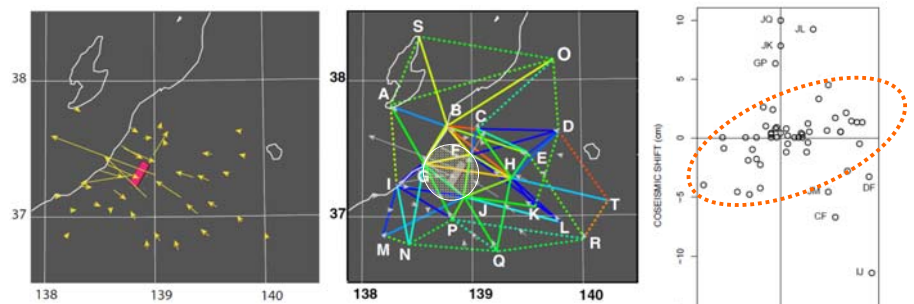 38
37
138
139
140
S
O
A
B
C
D
F
E
G
H
I
T
J
K
L
M
P
R
N
Q
38
37
138
139
140
COSEISMIC SHIFT (cm)
10
5
0
−5
−10
JQ
JL
JK
GP
DF
CF
IJ